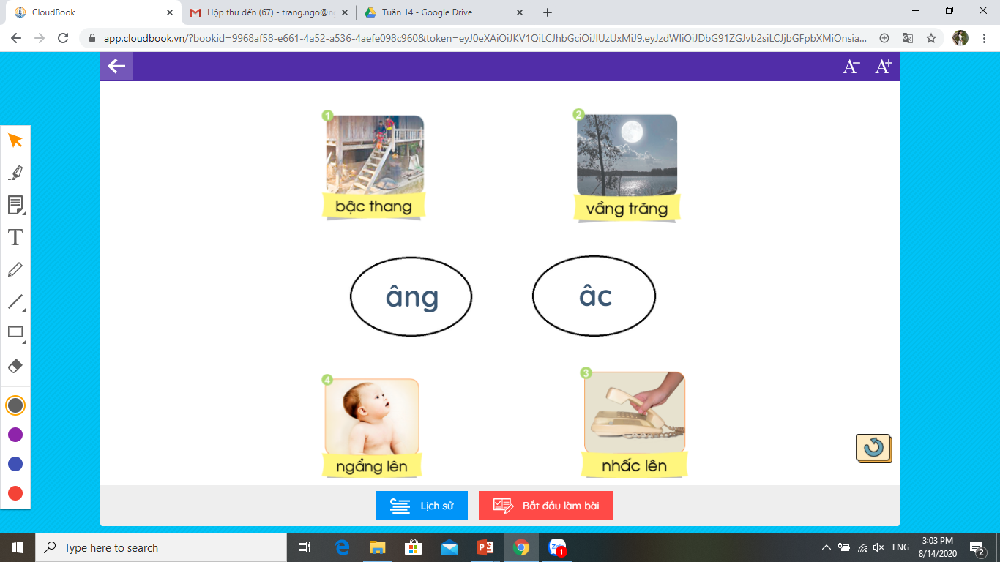 CloudBook
Hộp thư đến (67) - trang.ngo@n
Tuần 14 - Google Drive
app.cloudbook.vn/?bookid=9968af58-e661-4a52-a536-4aefe098c960&token=eyJ0eXAiOiJKV1QiLCJhbGciOiJIUzUxMiJ9.eyJzdWIiOiJDbG91ZGJvb2siLCJjbGFpbXMiOnsia...
A- A+
1
bậc thang
2
vầng trăng
âng
âc
4
ngẩng lên
3
nhấc lên
T
Lịch sử
Bắt đầu làm bài
Type here to search
ENG
3:03 PM
8/14/2020
2
1